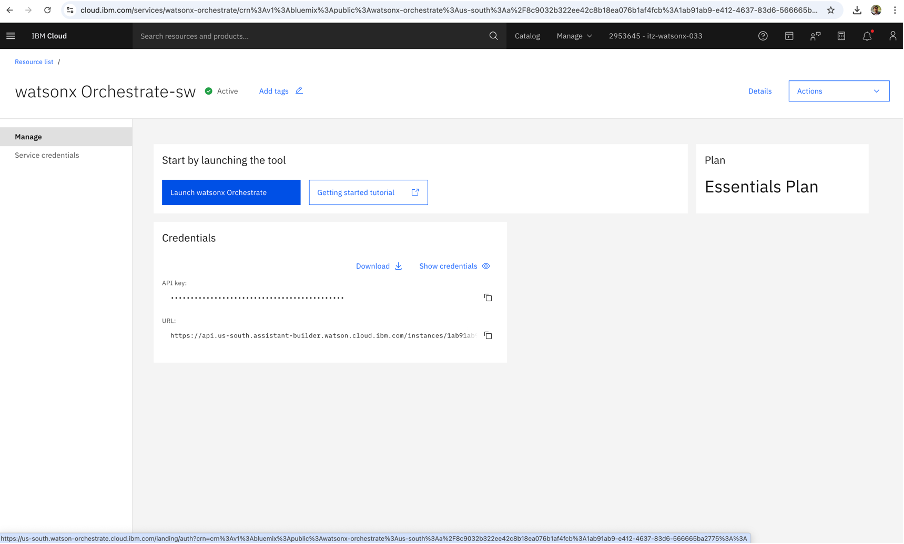 cloud.ibm.com/services/watsonx-orchestrate/crn%3Av1%3Abluemix%3Apublic%3Awatsonx-orchestrate%3Aus-south%3Aa%2F8c9032b322ee42c8b18ea076b1af4fcb%3A1ab91ab9-e412-4637-83d6-566665b...
IBM Cloud
Search resources and products...
Catalog
Manage
2953645 - itz-watsonx-033
Resource list /
watsonx Orchestrate-sw
Active
Add tags
Details
Actions
Manage
Service credentials
Start by launching the tool
Launch watsonx Orchestrate
Getting started tutorial
Plan
Essentials Plan
Credentials
Download
Show credentials
API key:
URL:
https://api.us-south.assistant-builder.watson.cloud.ibm.com/instances/1ab91ab
https://us-south.watson-orchestrate.cloud.ibm.com/landing/auth?crn=crn%3Av1%3Abluemix%3Apublic%3Awatsonx-orchestrate%3Aus-south%3Aa%2F8c9032b322ee42c8b18ea076b1af4fcb%3A1ab91ab9-e412-4637-83d6-566665ba2775%3A%3A